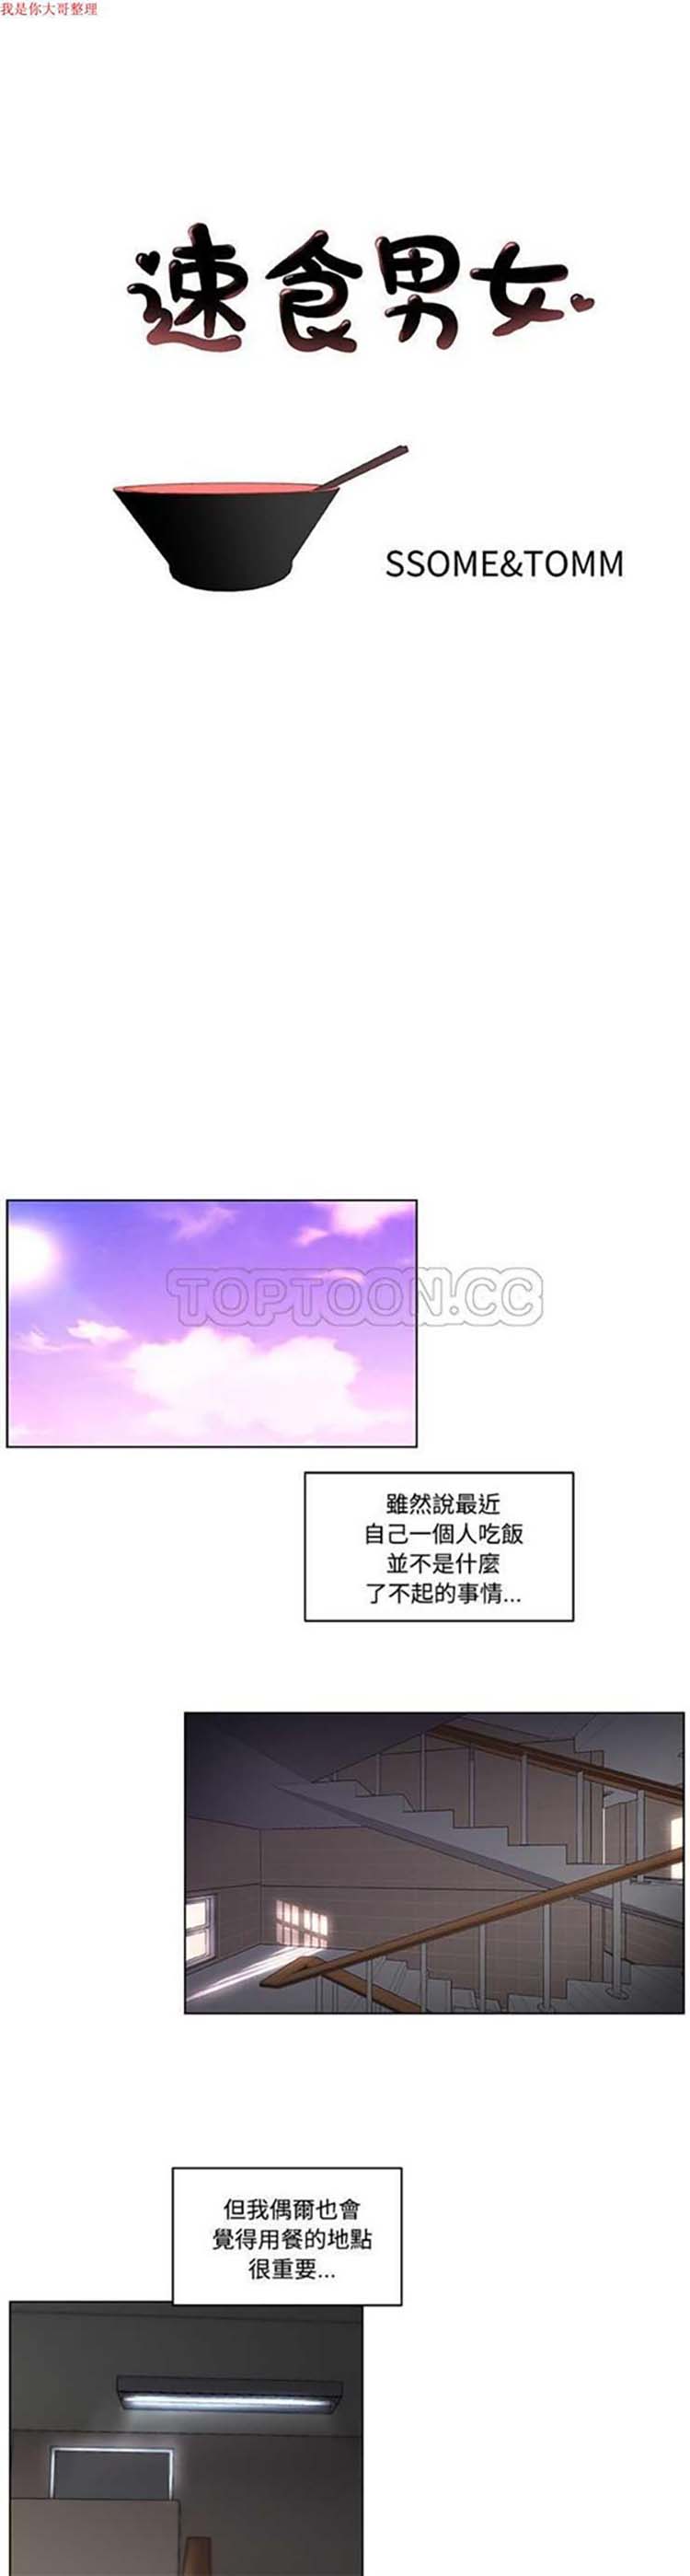 我是你大哥整理
速食男女
SSOME&TOMM
TOPTOON.CC
雖然說最近
自己一個人吃飯
並不是什麼
了不起的事情...
但我偶爾也會
覺得用餐的地點
很重要...